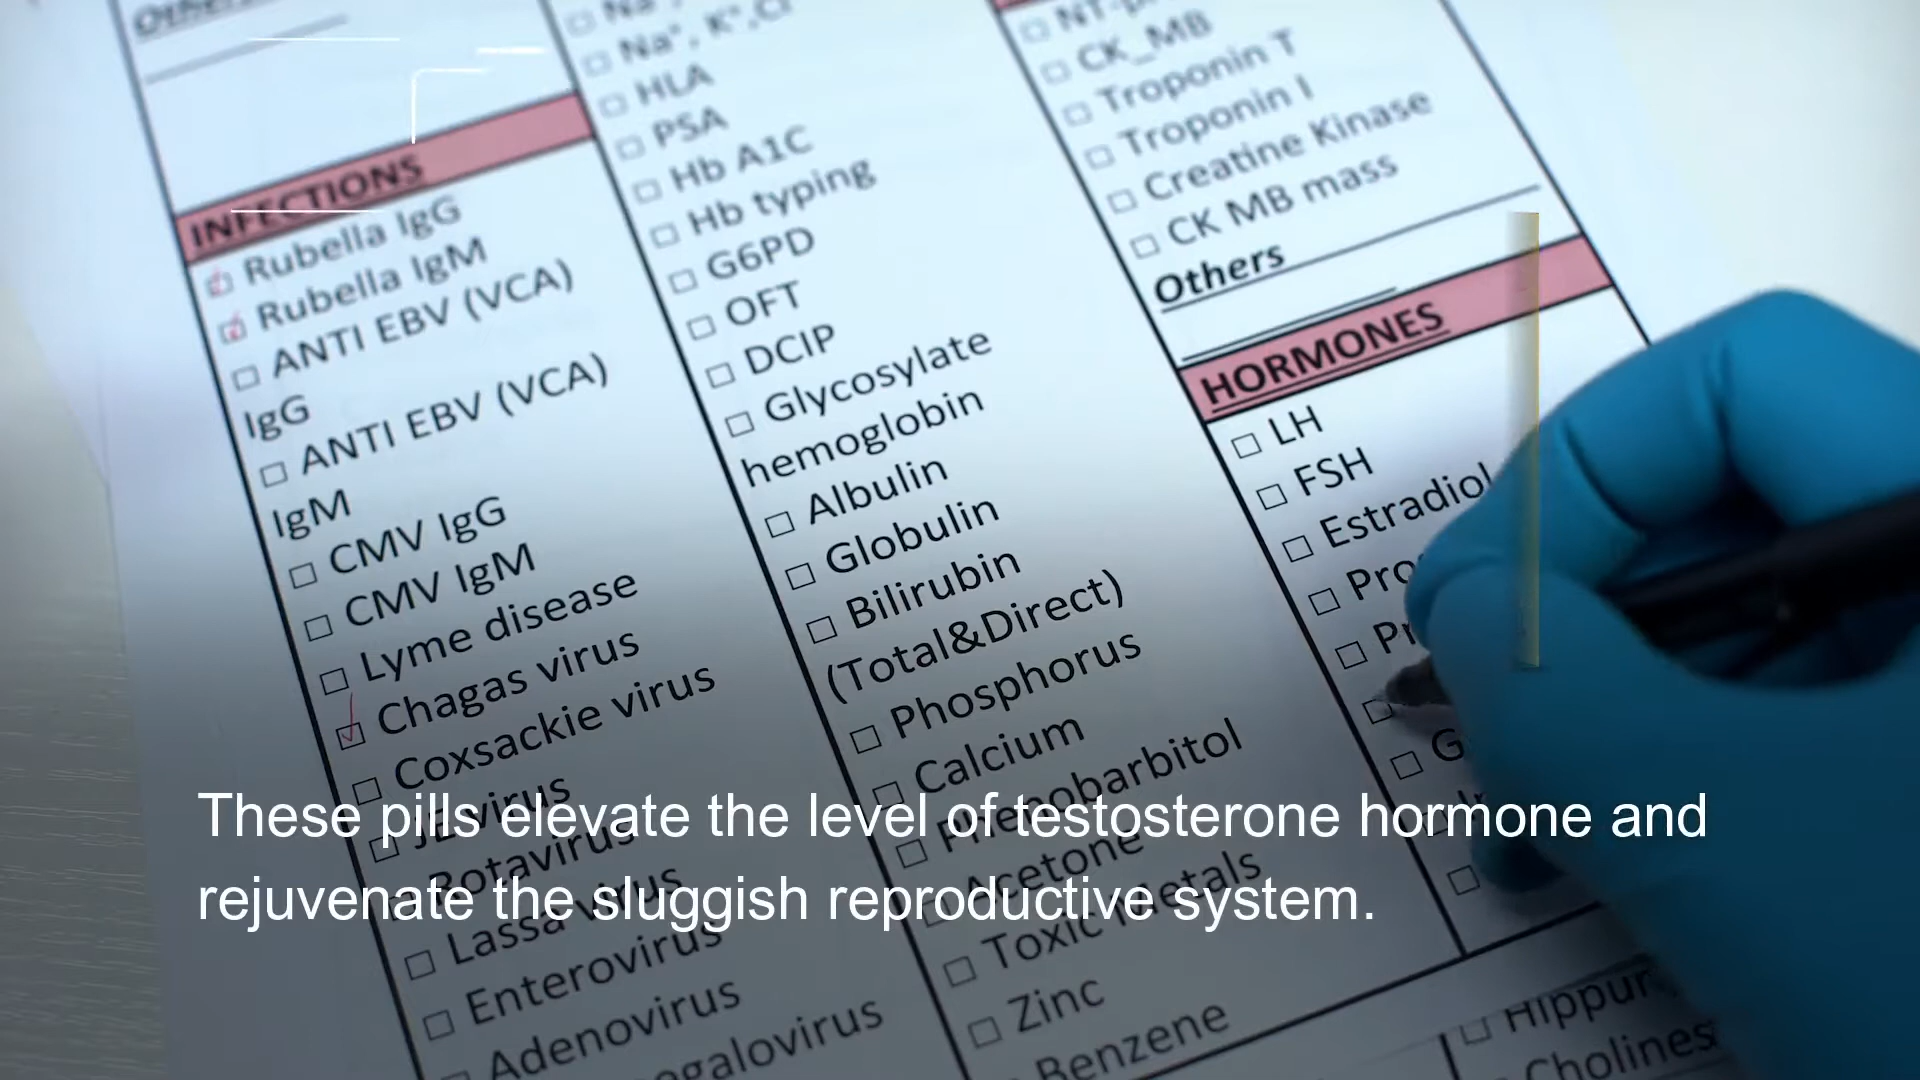 Others
INFECTIONS
Rubella IgG
Rubella IgM
ANTI EBV (VCA)
IgG
ANTI EBV (VCA)
IgM
CMV IgG
CMV IgM
Lyme disease
Chagas virus
Coxsackie virus
JE virus
Rotavirus
Lassa virus
Enterovirus
Adenovirus
Na+, K+, Cl
HLA
PSA
Hb A1C
Hb typing
G6PD
OFT
DCIP
Glycosylate
hemoglobin
Albulin
Globulin
Bilirubin
(Total&Direct)
Phosphorus
Calcium
Phenobarbitol
Acetone
Toxic Metals
Zinc
Benzene
CK_MB
Troponin T
Troponin I
Creatine Kinase
CK MB mass
Others
HORMONES
LH
FSH
Estradiol
These pills elevate the level of testosterone hormone and
rejuvenate the sluggish reproductive system.